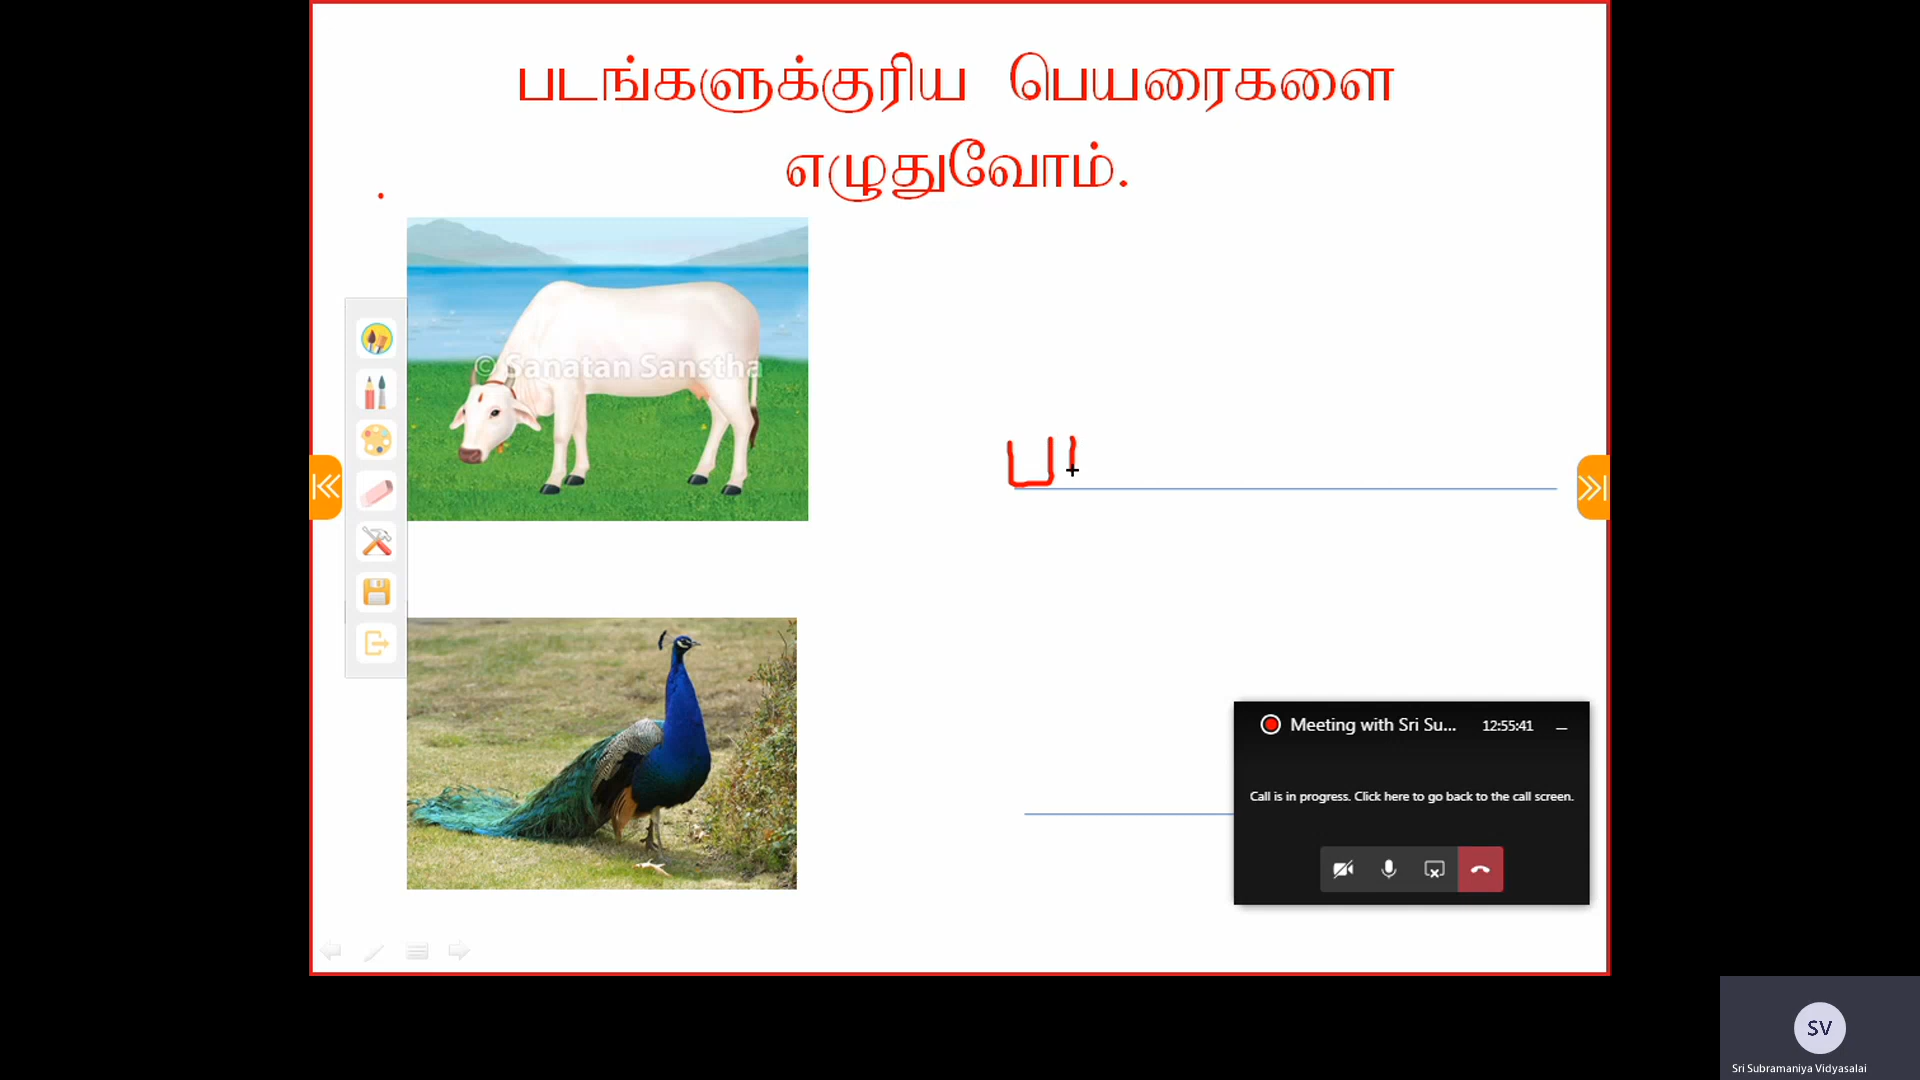 படங்களுக்குரிய பெயரைகளை
எழுதுவோம்.
.
© Sanatan Sanstha
ப
Meeting with Sri Su... 12:55:41
Call is in progress. Click here to go back to the call screen.
SV
Sri Subramaniya Vidyasalai